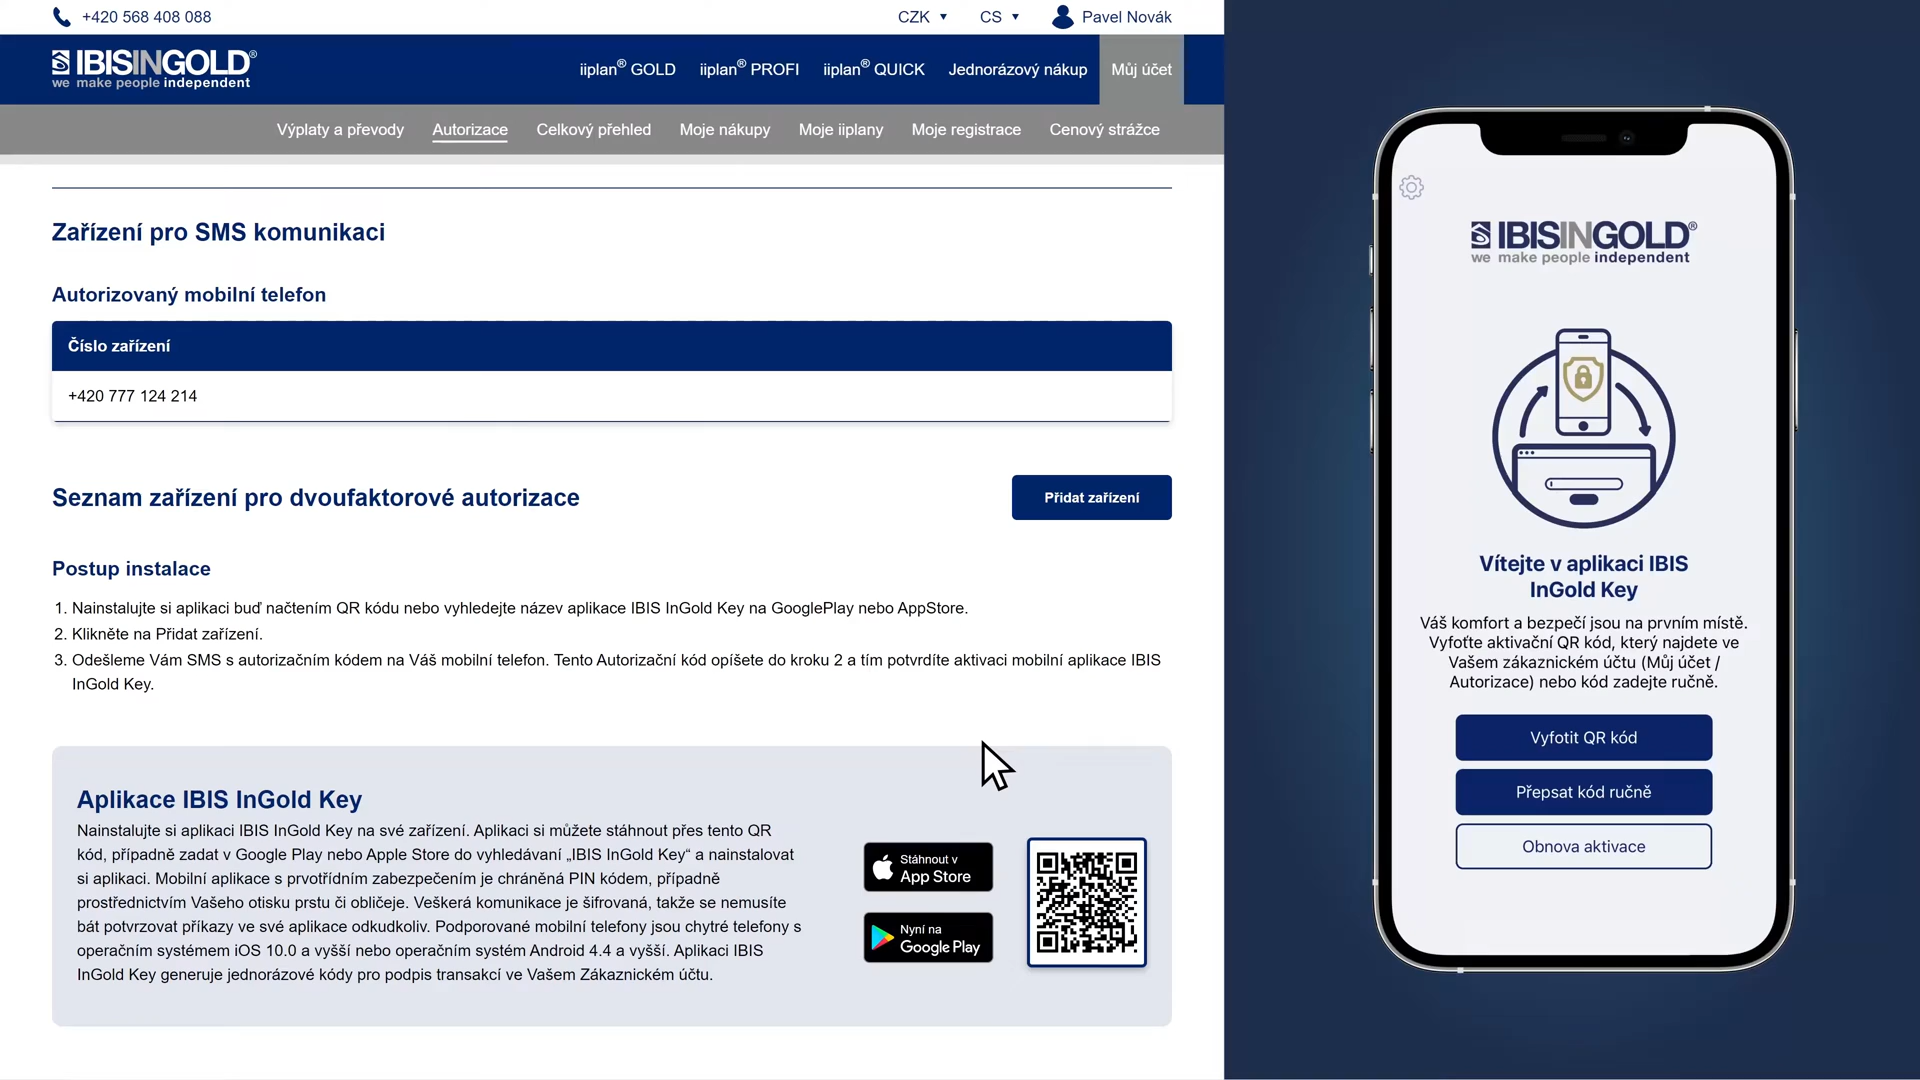 +420 568 408 088
CZK
CS
Pavel Novák
IBISINGOLD®
we make people independent
iiplan® GOLD
iiplan® PROFI
iiplan® QUICK
Jednorázový nákup
Můj účet
Výplaty a převody
Autorizace
Celkový přehled
Moje nákupy
Moje iiplany
Moje registrace
Cenový strážce
Zařízení pro SMS komunikaci
Autorizovaný mobilní telefon
Číslo zařízení
+420 777 124 214
Seznam zařízení pro dvoufaktorové autorizace
Přidat zařízení
Postup instalace
1. Nainstalujte si aplikaci buď načtením QR kódu nebo vyhledejte název aplikace IBIS InGold Key na GooglePlay nebo AppStore.
2. Klikněte na Přidat zařízení.
3. Odešleme Vám SMS s autorizačním kódem na Váš mobilní telefon. Tento Autorizační kód opíšete do kroku 2 a tím potvrdíte aktivaci mobilní aplikace IBIS
InGold Key.
Aplikace IBIS InGold Key
Nainstalujte si aplikaci IBIS InGold Key na své zařízení. Aplikaci si můžete stáhnout přes tento QR
kód, případně zadat v Google Play nebo Apple Store do vyhledávaní „IBIS InGold Key“ a nainstalovat
si aplikaci. Mobilní aplikace s prvotřídním zabezpečením je chráněná PIN kódem, případně
prostřednictvím Vašeho otisku prstu či obličeje. Veškerá komunikace je šifrovaná, takže se nemusíte
bát potvrzovat příkazy ve své aplikace odkudkoliv. Podporované mobilní telefony jsou chytré telefony s
operačním systémem iOS 10.0 a vyšší nebo operačním systém Android 4.4 a vyšší. Aplikaci IBIS
InGold Key generuje jednorázové kódy pro podpis transakcí ve Vašem Zákaznickém účtu.
Stáhnout v
App Store
Nyní na
Google Play
IBISINGOLD®
we make people independent
Vítejte v aplikaci IBIS
InGold Key
Váš komfort a bezpečí jsou na prvním místě.
Vyfoťte aktivační QR kód, který najdete ve
Vašem zákaznickém účtu (Můj účet /
Autorizace) nebo kód zadejte ručně.
Vyfotit QR kód
Přepsat kód ručně
Obnova aktivace